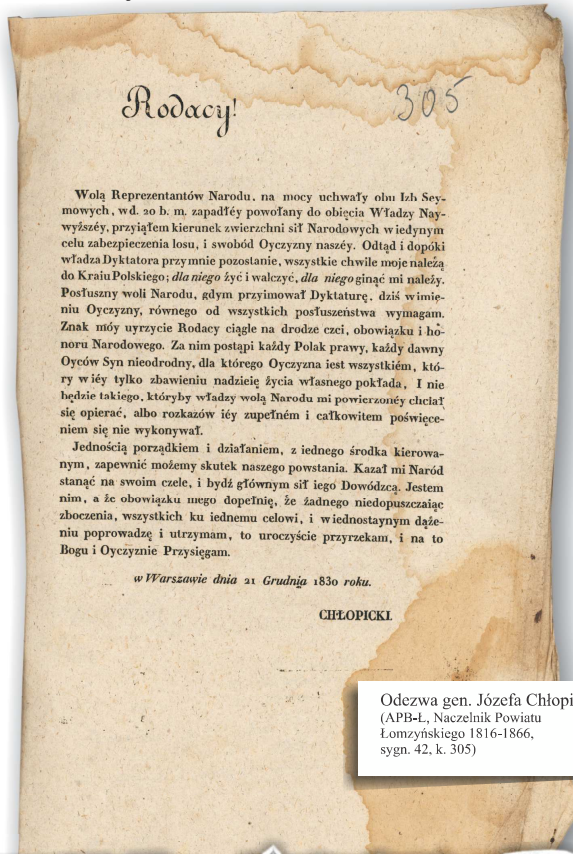 Rodacy!
305
Wolą Reprezentantów Narodu, na mocy uchwały obu Izb Sey-
mowych, w d. 20 b. m. zapadłéy powołany do obięcia Władzy Nay-
wyższéy, przyiąłem kierunek zwierzchni sił Narodowych w iedynym
celu zabezpieczenia losu, i swobód Oyczyzny naszéy. Odtąd i dopóki
władza Dyktatora przy mnie pozostanie, wszystkie chwile moje należą
do Kraiu Polskiego; dla niego żyć i walczyć, dla niego ginąć mi należy.
Posłuszny woli Narodu, gdym przyimował Dyktaturę, dziś w imię-
niu Oyczyzny, równego od wszystkich posłuszeństwa wymagam.
Znak móy uyrzycie Rodacy ciągle na drodze czci, obowiązku i ho-
noru Narodowego. Za nim postąpi każdy Polak prawy, każdy dawny
Oyców Syn nieodrodny, dla którego Oyczyzna iest wszystkiém, któ-
ry w iéy tylko zbawieniu nadzieię życia własnego pokłada, I nie
będzie takiego, któryby władzy wolą Narodu mi powierzonéy chciał
się opierać, albo rozkazów iéy zupełném i całkowitem poświęce-
niem się nie wykonywał.
Jednością porządkiem i działaniem, z iednego środka kierowa-
nym, zapewnić możemy skutek naszego powstania. Kazał mi Naród
stanąć na swoim czele, i bydź głównym sił iego Dowódzcą. Jestem
nim, a że obowiązku mego dopełnię, że żadnego niedopuszczaiąc
zboczenia, wszystkich ku iednemu celowi, i w iednostaynym dąże-
niu poprowadzę i utrzymam, to uroczyście przyrzekam, i na to
Bogu i Oyczyznie Przysięgam.
w Warszawie dnia 21 Grudnia 1830 roku.
CHŁOPICKI.
Odezwa gen. Józefa Chłopi
(APB-Ł, Naczelnik Powiatu
Łomżyńskiego 1816-1866,
sygn. 42, k. 305)